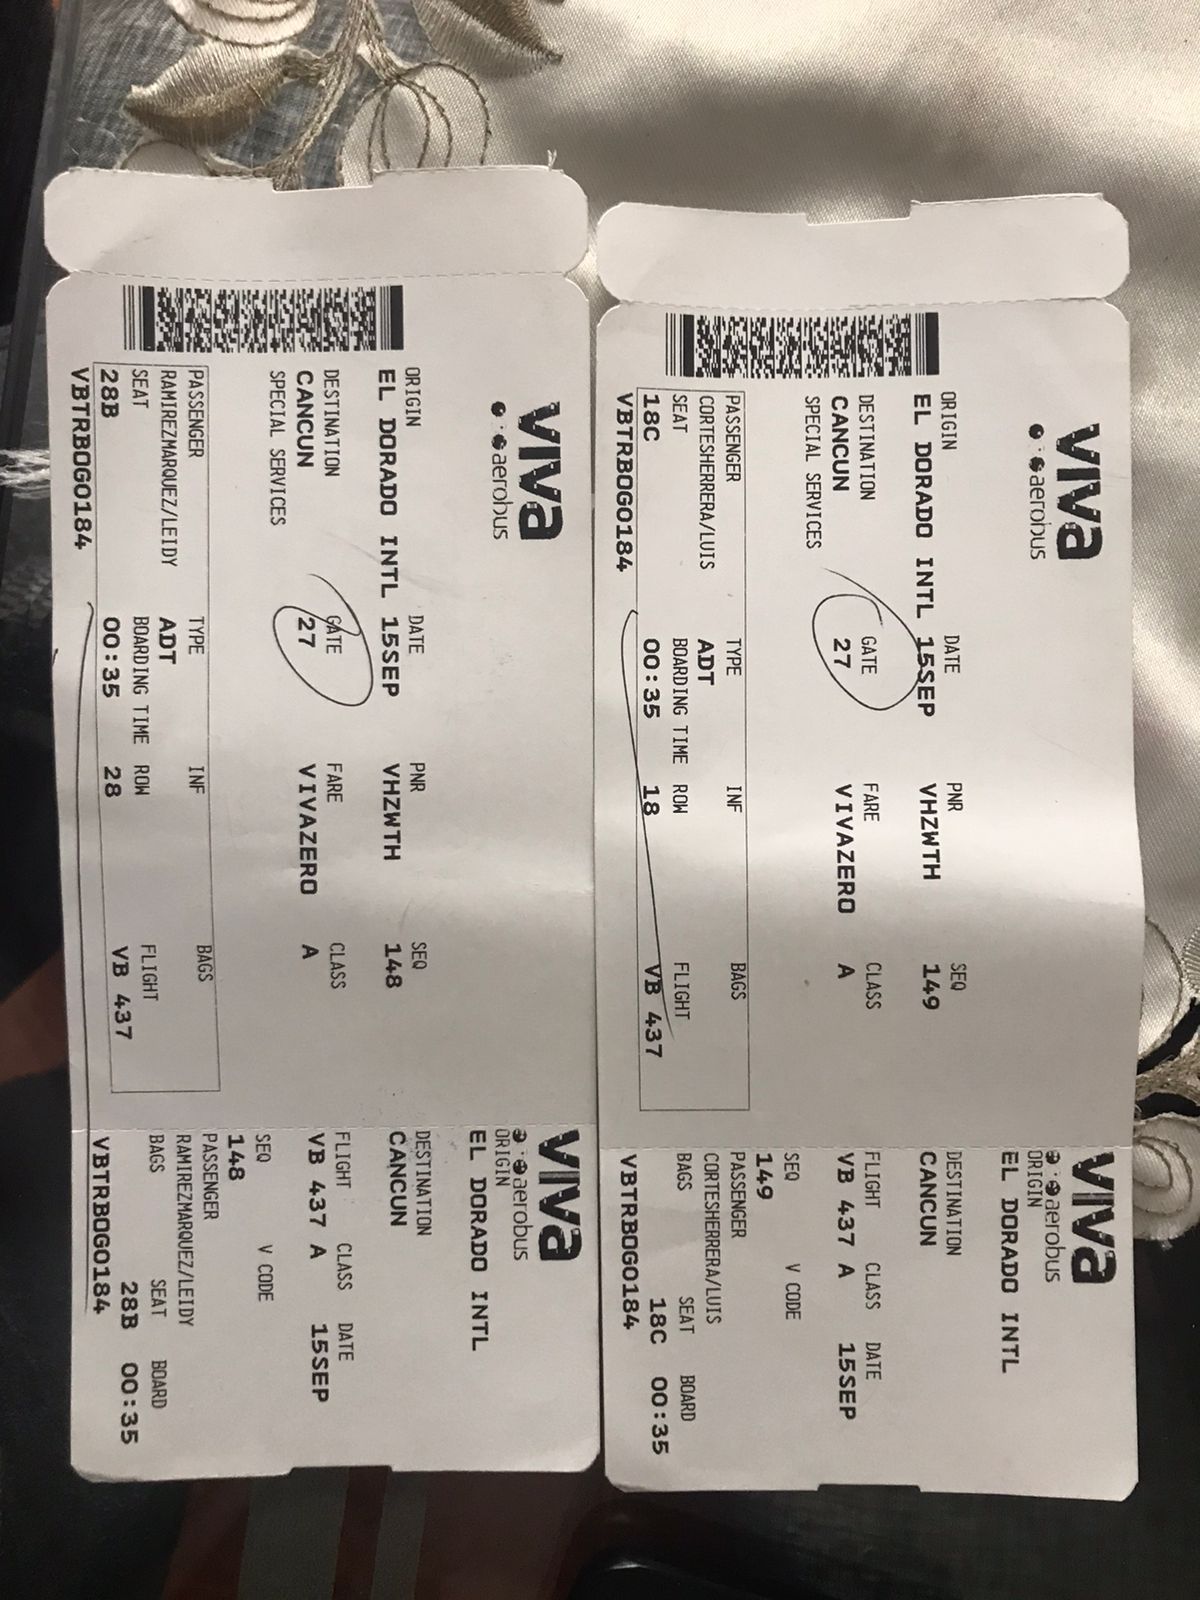 VIVA
aerobus
ORIGIN DATE PNR SEQ
EL DORADO INTL 15SEP VHZWTH 149
DESTINATION GATE FARE CLASS
CANCUN 27 VIVAZERO A
SPECIAL SERVICES
PASSENGER TYPE INF BAGS
CORTESHERRERA/LUIS ADT
SEAT BOARDING TIME ROW FLIGHT
18C 00:35 18 VB 437
VBTRBOGO184
VIVA
aerobus
ORIGIN
EL DORADO INTL
DESTINATION
CANCUN
FLIGHT CLASS DATE
VB 437 A 15SEP
SEQ V CODE
149
PASSENGER
CORTESHERRERA/LUIS
BAGS SEAT BOARD
18C 00:35
VBTRBOGO184
VIVA
aerobus
ORIGIN DATE PNR SEQ
EL DORADO INTL 15SEP VHZWTH 148
DESTINATION GATE FARE CLASS
CANCUN 27 VIVAZERO A
SPECIAL SERVICES
PASSENGER TYPE INF BAGS
RAMIREZMARQUEZ/LEIDY ADT
SEAT BOARDING TIME ROW FLIGHT
28B 00:35 28 VB 437
VBTRBOGO184
VIVA
aerobus
ORIGIN
EL DORADO INTL
DESTINATION
CANCUN
FLIGHT CLASS DATE
VB 437 A 15SEP
SEQ V CODE
148
PASSENGER
RAMIREZMARQUEZ/LEIDY
BAGS SEAT BOARD
28B 00:35
VBTRBOGO184